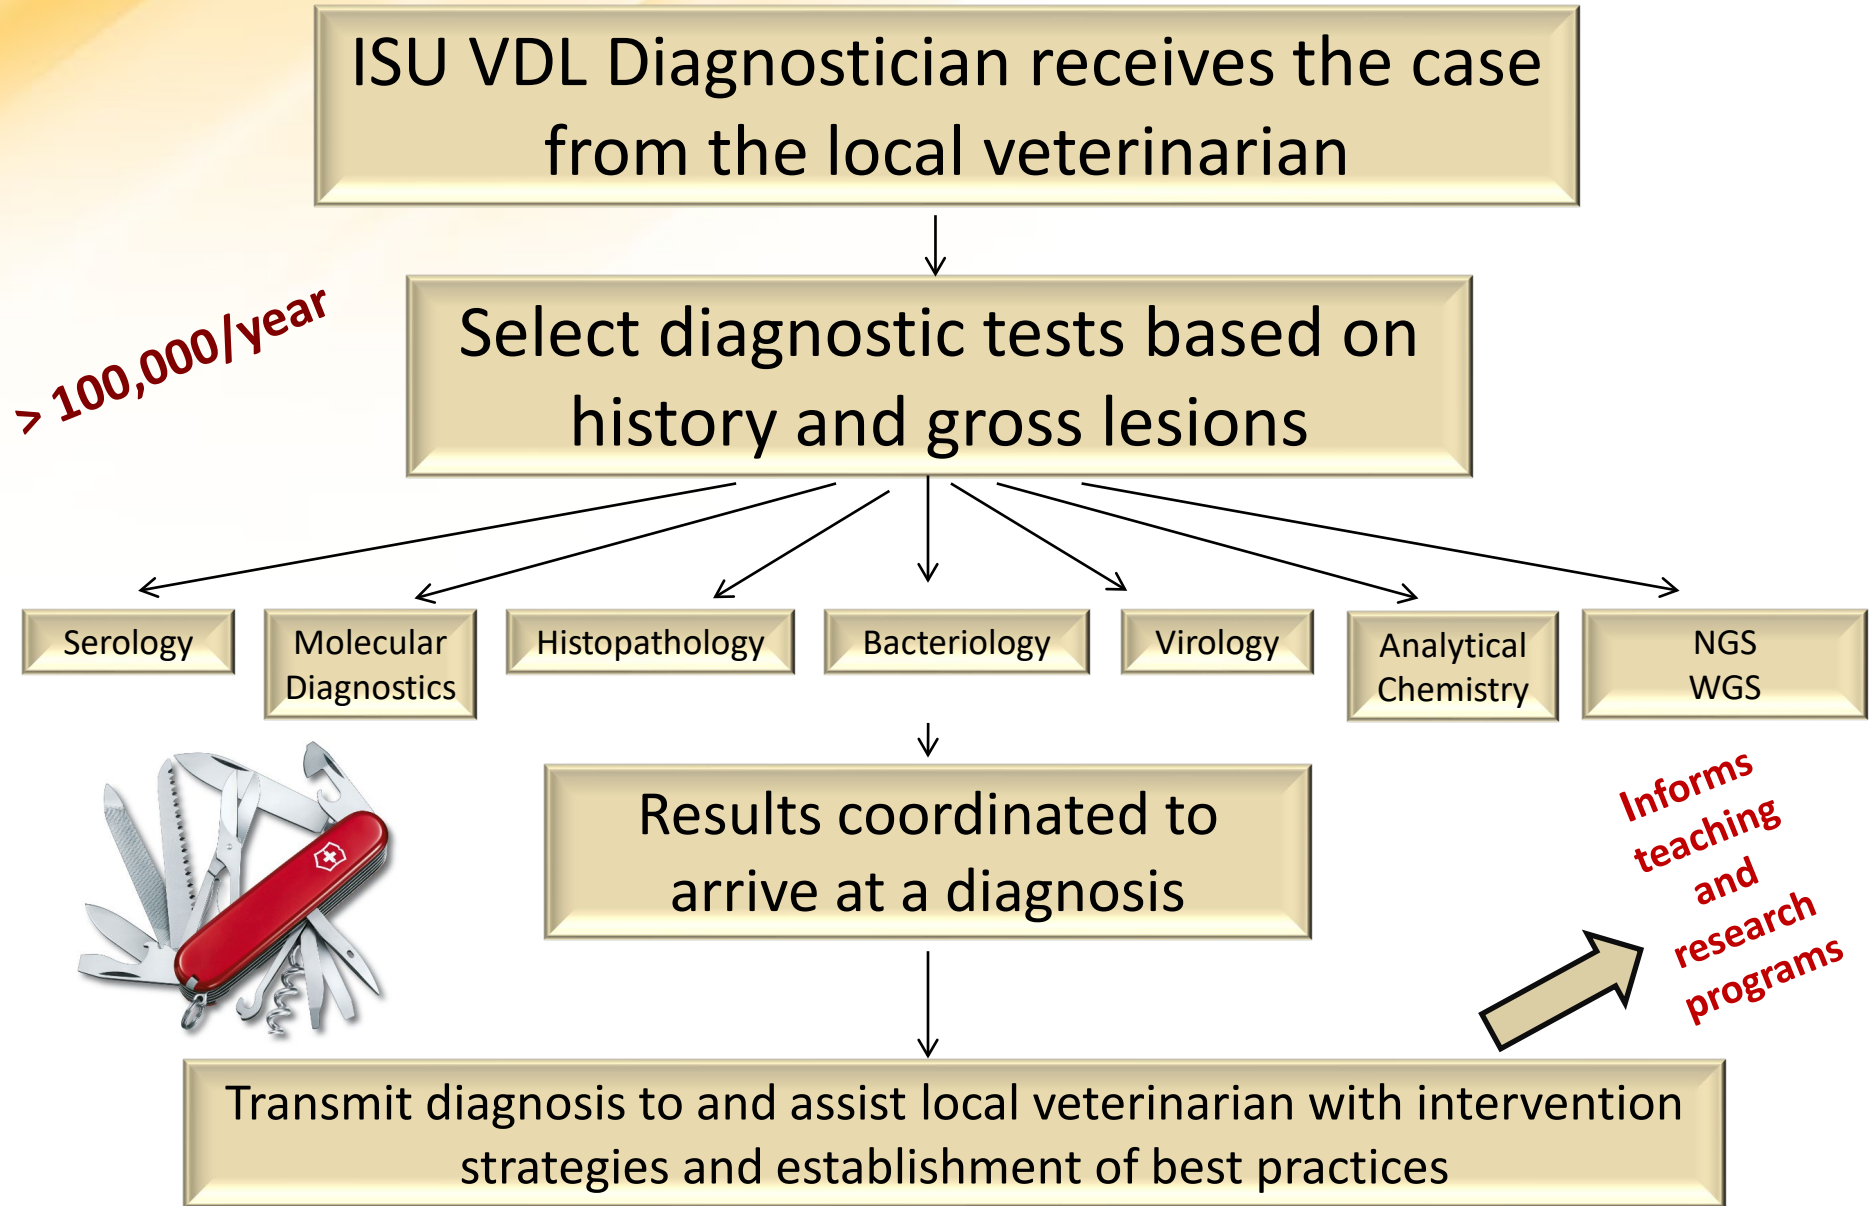 ISU VDL Diagnostician receives the case
from the local veterinarian
> 100,000/year
Select diagnostic tests based on
history and gross lesions
Serology
Molecular
Diagnostics
Histopathology
Bacteriology
Virology
Analytical
Chemistry
NGS
WGS
Results coordinated to
arrive at a diagnosis
Informs
teaching
and
research
programs
Transmit diagnosis to and assist local veterinarian with intervention
strategies and establishment of best practices